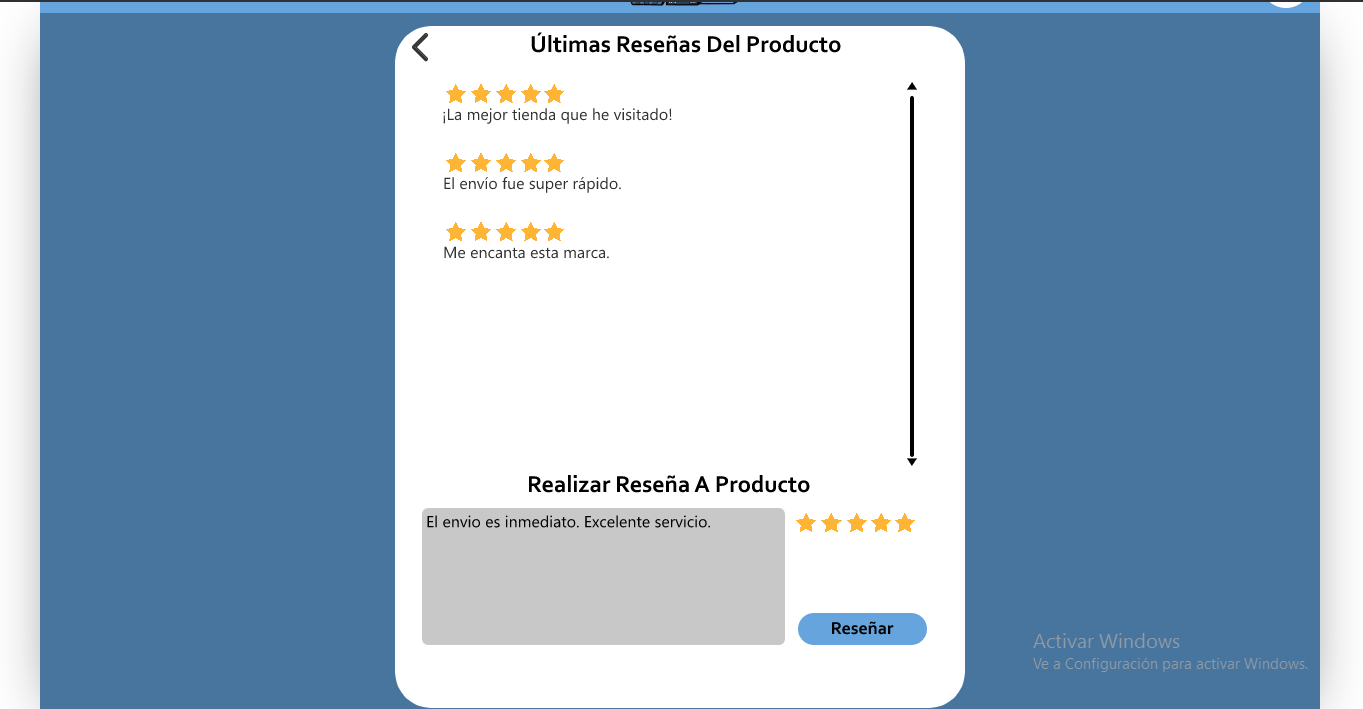 Últimas Reseñas Del Producto
¡La mejor tienda que he visitado!
El envío fue super rápido.
Me encanta esta marca.
Realizar Reseña A Producto
El envio es inmediato. Excelente servicio.
Reseñar
Activar Windows
Ve a Configuración para activar Windows.